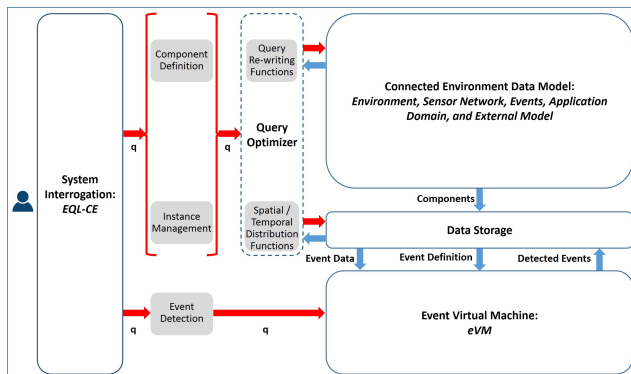 System
Interrogation:
EQL-CE
q
Component
Definition
Instance
Management
q
Query
Re-writing
Functions
Query
Optimizer
Spatial /
Temporal
Distribution
Functions
Connected Environment Data Model:
Environment, Sensor Network, Events, Application
Domain, and External Model
Components
Data Storage
Event Data
Event Definition
Detected Events
q
Event
Detection
q
Event Virtual Machine:
eVM